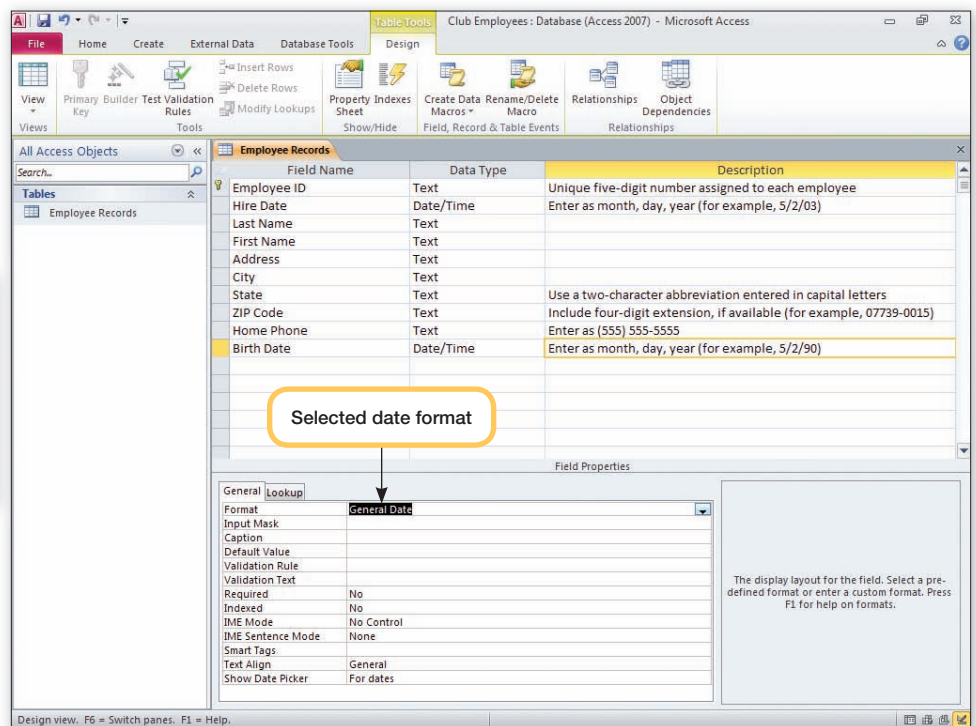 Table Tools
Club Employees : Database (Access 2007) - Microsoft Access
File Home Create External Data Database Tools Design
View
Primary Key
Builder
Test Validation Rules
Insert Rows
Delete Rows
Modify Lookups
Property Sheet
Indexes
Create Data Macros
Rename/Delete Macro
Relationships
Object Dependencies
Views Tools Show/Hide Field, Record & Table Events Relationships
All Access Objects
Search...
Tables
Employee Records
Employee Records
Field Name Data Type Description
Employee ID Text Unique five-digit number assigned to each employee
Hire Date Date/Time Enter as month, day, year (for example, 5/2/03)
Last Name Text
First Name Text
Address Text
City Text
State Text Use a two-character abbreviation entered in capital letters
ZIP Code Text Include four-digit extension, if available (for example, 07739-0015)
Home Phone Text Enter as (555) 555-5555
Birth Date Date/Time Enter as month, day, year (for example, 5/2/90)
Selected date format
Field Properties
General Lookup
Format General Date
Input Mask
Caption
Default Value
Validation Rule
Validation Text
Required No
Indexed No
IME Mode No Control
IME Sentence Mode None
Smart Tags
Text Align General
Show Date Picker For dates
The display layout for the field. Select a pre-
defined format or enter a custom format. Press
F1 for help on formats.
Design view. F6 = Switch panes. F1 = Help.